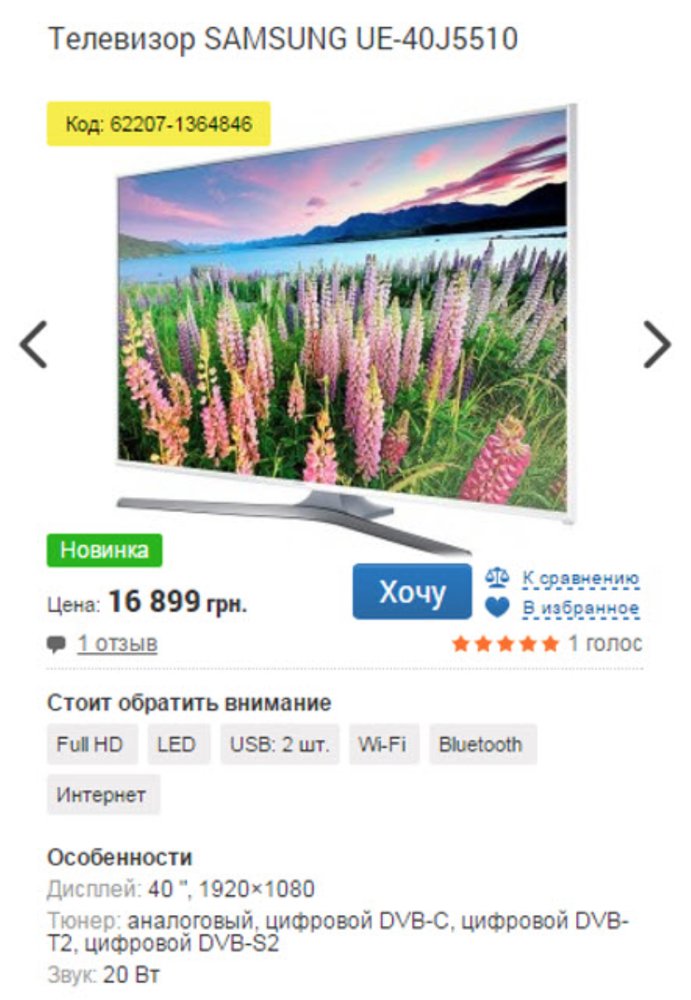 Телевизор SAMSUNG UE-40J5510
Код: 62207-1364846
Новинка
Цена: 16 899 грн.
Хочу
К сравнению
В избранное
1 отзыв
1 голос
Стоит обратить внимание
Full HD LED USB: 2 шт. Wi-Fi Bluetooth
Интернет
Особенности
Дисплей: 40 ", 1920×1080
Тюнер: аналоговый, цифровой DVB-C, цифровой DVB-
T2, цифровой DVB-S2
Звук: 20 Вт